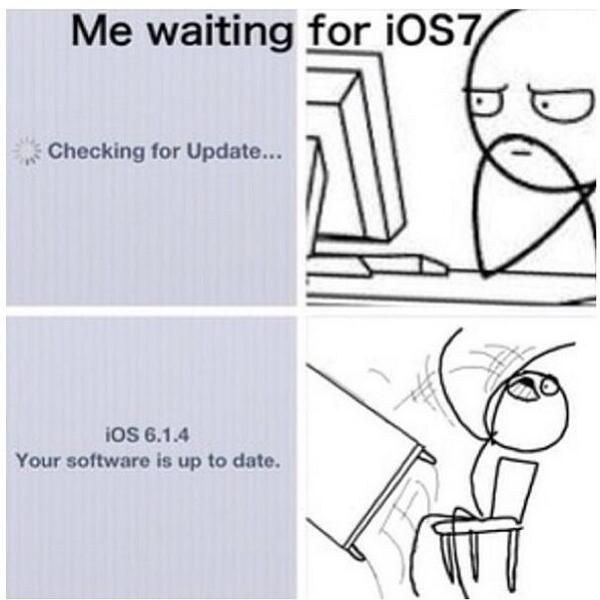 Me waiting for iOS7
Checking for Update...
iOS 6.1.4
Your software is up to date.